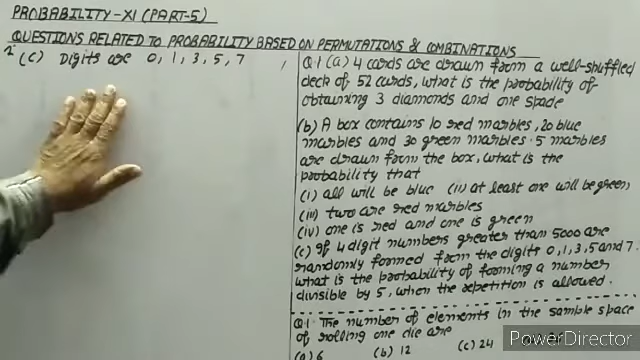 PROBABILITY-XI (PART-5)
QUESTIONS RELATED TO PROBABILITY BASED ON PERMUTATIONS & COMBINATIONS
(c) Digits are 0, 1, 3, 5, 7
Q.1 (a) 4 cards are drawn from a well-shuffled
deck of 52 cards, what is the probability of
obtaining 3 diamonds and one spade
(b) A box contains 10 red marbles, 20 blue
marbles and 30 green marbles. 5 marbles
are drawn from the box, what is the
probability that
(i) all will be blue (ii) at least one will be green
(iii) two are red marbles
(iv) one is red and one is green
(c) If 4 digit numbers greater than 5000 are
randomly formed from the digits 0, 1, 3, 5 and 7.
what is the probability of forming a number
divisible by 5, when the repetition is allowed.
Q.1 The number of elements in the sample space
of rolling one die are
(a) 6 (b) 12 (c) 24
PowerDirector